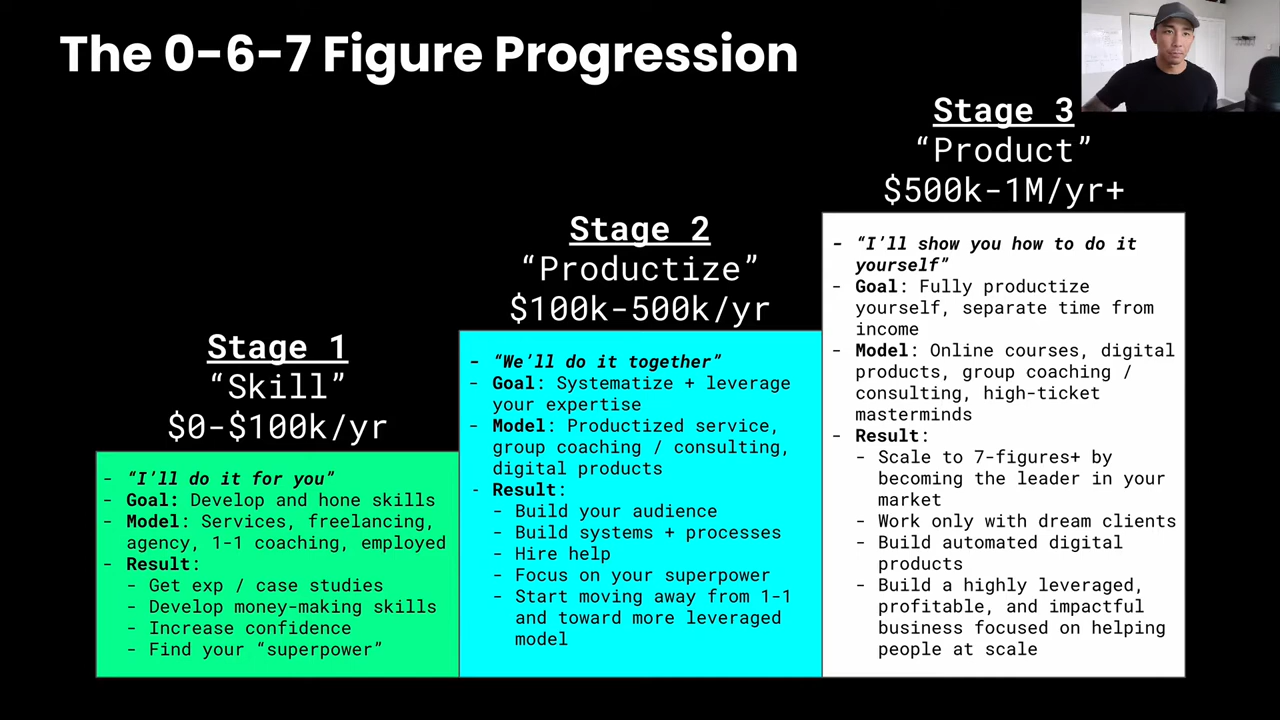 The 0-6-7 Figure Progression
Stage 1
“Skill”
$0-$100k/yr
- “I’ll do it for you”
- Goal: Develop and hone skills
- Model: Services, freelancing,
agency, 1-1 coaching, employed
- Result:
- Get exp / case studies
- Develop money-making skills
- Increase confidence
- Find your “superpower”
Stage 2
“Productize”
$100k-500k/yr
- “We’ll do it together”
- Goal: Systematize + leverage
your expertise
- Model: Productized service,
group coaching / consulting,
digital products
- Result:
- Build your audience
- Build systems + processes
- Hire help
- Focus on your superpower
- Start moving away from 1-1
and toward more leveraged
model
Stage 3
“Product”
$500k-1M/yr+
- “I’ll show you how to do it
yourself”
- Goal: Fully productize
yourself, separate time from
income
- Model: Online courses, digital
products, group coaching /
consulting, high-ticket
masterminds
- Result:
- Scale to 7-figures+ by
becoming the leader in your
market
- Work only with dream clients
- Build automated digital
products
- Build a highly leveraged,
profitable, and impactful
business focused on helping
people at scale